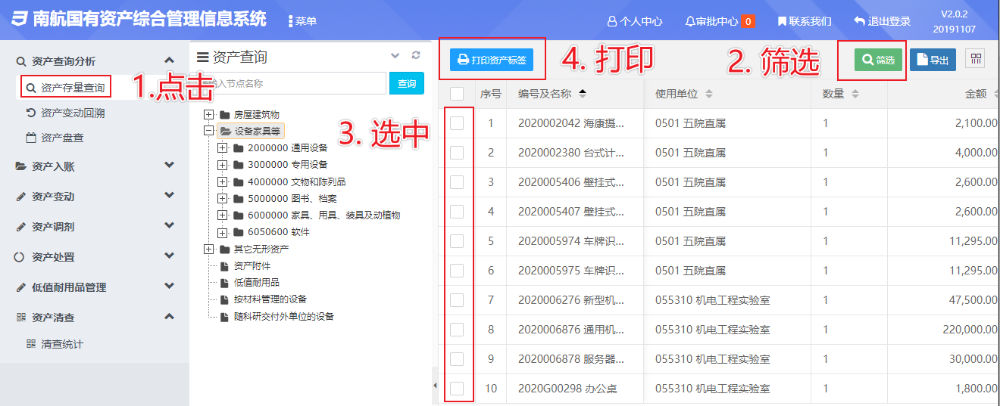 南航国有资产综合管理信息系统
菜单
个人中心
审批中心 0
联系我们
退出登录
V2.0.2
20191107
资产查询分析
资产存量查询
资产变动回溯
资产盘查
资产入账
资产变动
资产调剂
资产处置
低值耐用品管理
资产清查
清查统计
1.点击
资产查询
输入节点名称
查询
房屋建筑物
设备家具等
2000000 通用设备
3000000 专用设备
4000000 文物和陈列品
5000000 图书、档案
6000000 家具、用具、装具及动植物
6050600 软件
其它无形资产
资产附件
低值耐用品
按材料管理的设备
随科研交付外单位的设备
3. 选中
打印资产标签
4. 打印
2. 筛选
筛选
导出
序号 编号及名称 使用单位 数量 金额
1 2020002042 海康摄... 0501 五院直属 1 2,100.00
2 2020002380 台式计... 0501 五院直属 1 4,000.00
3 2020005406 壁挂式... 0501 五院直属 1 2,600.00
4 2020005407 壁挂式... 0501 五院直属 1 2,600.00
5 2020005974 车牌识... 0501 五院直属 1 11,295.00
6 2020005975 车牌识... 0501 五院直属 1 11,295.00
7 2020006276 新型机... 055310 机电工程实验室 1 47,500.00
8 2020006876 通用机... 055310 机电工程实验室 1 220,000.00
9 2020006878 服务器... 055310 机电工程实验室 1 30,000.00
10 2020G00298 办公桌 055310 机电工程实验室 1 1,800.00